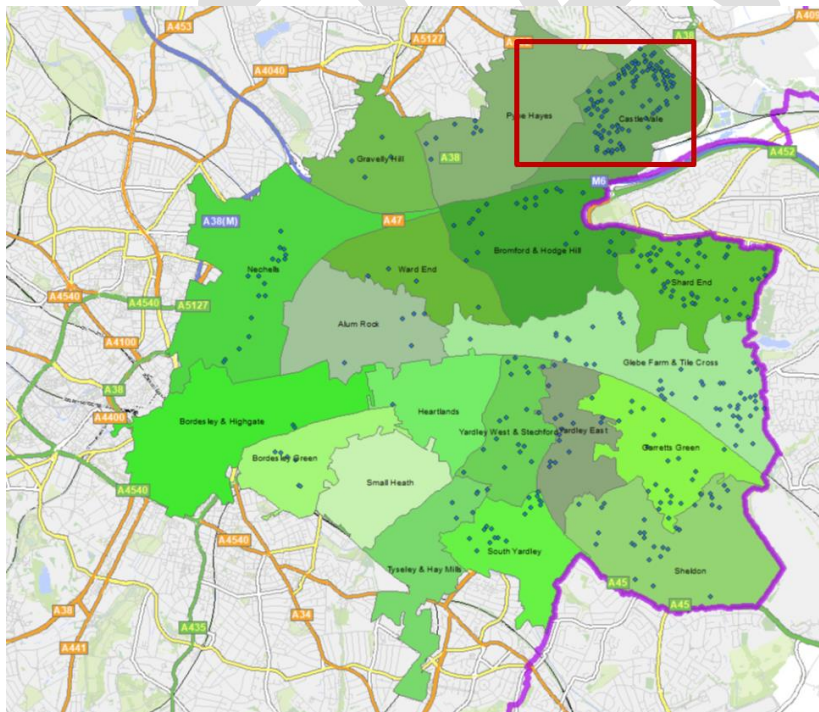 A453
A5127
A38
A4040
Pype Hayes
Castle Vale
Gravelly Hill
A38
A452
M6
A38(M)
A47
Bromford & Hodge Hill
Nechells
Ward End
Shard End
A4540
A4540
A5127
Alum Rock
A4100
Glebe Farm & Tile Cross
A38
Heartlands
A4400
Bordesley & Highgate
Yardley West & Stechford
Yardley East
Garretts Green
Bordesley Green
Small Heath
A4540
A4540
South Yardley
Tyseley & Hay Mills
Sheldon
A45
A45
A38
A34
A435
A441